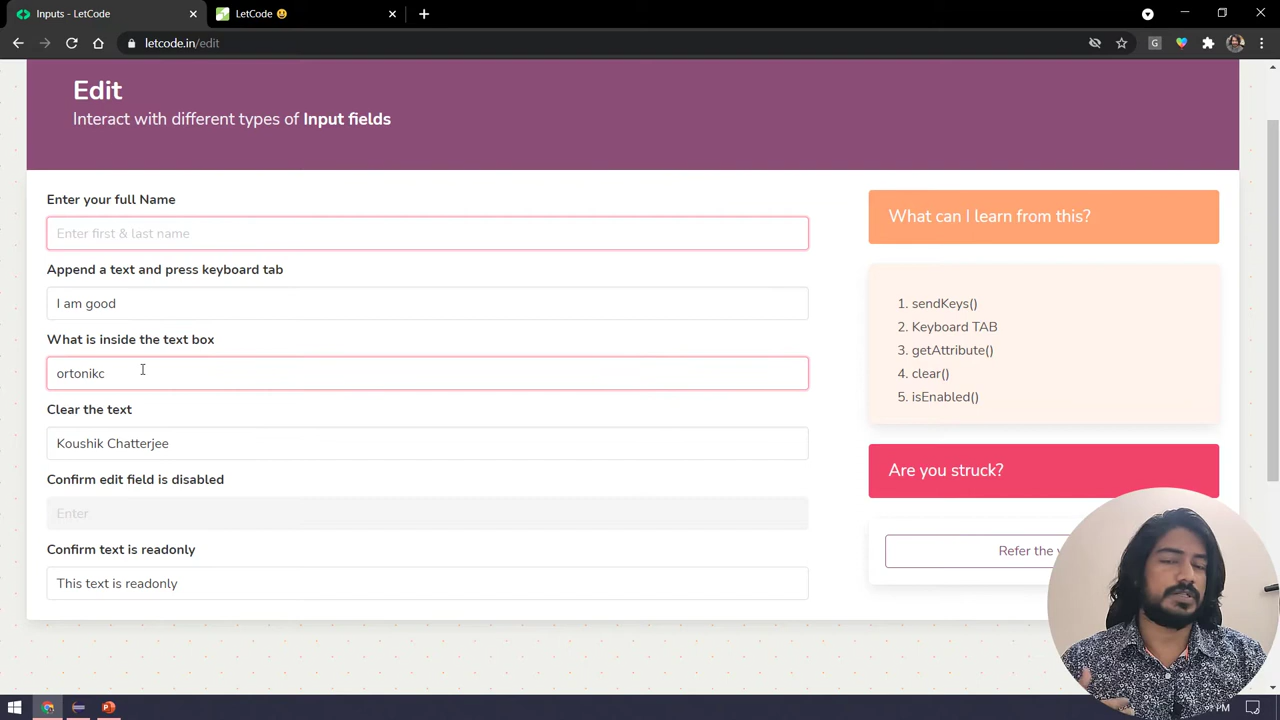 Inputs - LetCode
LetCode
letcode.in/edit
G
Edit
Interact with different types of Input fields
Enter your full Name
Enter first & last name
Append a text and press keyboard tab
I am good
What is inside the text box
ortonikc
Clear the text
Koushik Chatterjee
Confirm edit field is disabled
Enter
Confirm text is readonly
This text is readonly
What can I learn from this?
1. sendKeys()
2. Keyboard TAB
3. getAttribute()
4. clear()
5. isEnabled()
Are you struck?
Refer the
PM